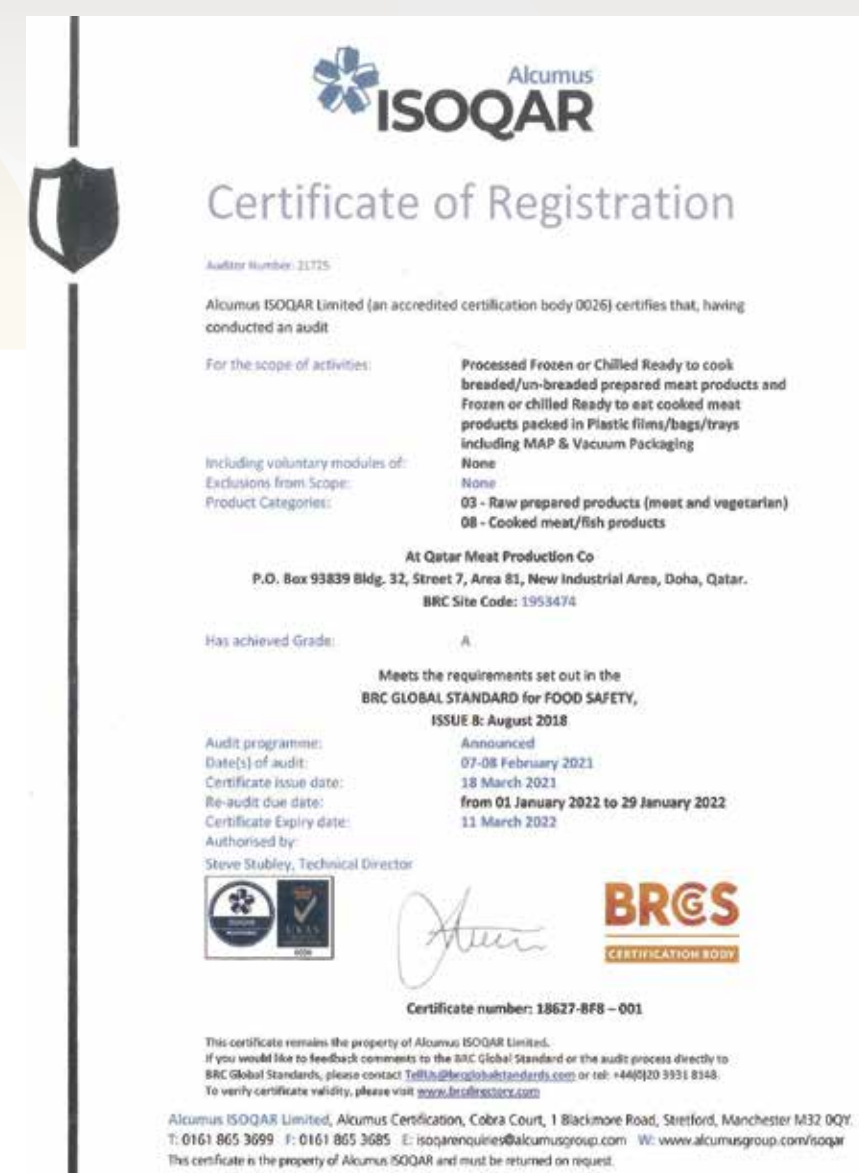 Alcumus
ISOQAR
Certificate of Registration
Auditor Number: 21725
Alcumus ISOQAR Limited (an accredited certification body 0026) certifies that, having
conducted an audit
For the scope of activities: Processed Frozen or Chilled Ready to cook
breaded/un-breaded prepared meat products and
Frozen or chilled Ready to eat cooked meat
products packed in Plastic films/bags/trays
including MAP & Vacuum Packaging
Including voluntary modules of: None
Exclusions from Scope: None
Product Categories: 03 - Raw prepared products (meat and vegetarian)
08 - Cooked meat/fish products
At Qatar Meat Production Co
P.O. Box 93839 Bldg. 32, Street 7, Area 81, New Industrial Area, Doha, Qatar.
BRC Site Code: 1953474
Has achieved Grade: A
Meets the requirements set out in the
BRC GLOBAL STANDARD for FOOD SAFETY,
ISSUE 8: August 2018
Audit programme: Announced
Date(s) of audit: 07-08 February 2021
Certificate issue date: 18 March 2021
Re-audit due date: from 01 January 2022 to 29 January 2022
Certificate Expiry date: 11 March 2022
Authorised by:
Steve Stubley, Technical Director
ISOQAR
UKAS
BRCGS
CERTIFICATION BODY
Certificate number: 18627-BF8 – 001
This certificate remains the property of Alcumus ISOQAR Limited.
If you would like to feedback comments to the BRC Global Standard or the audit process directly to
BRC Global Standards, please contact TellUs@brcglobalstandards.com or tel: +44(0)20 3931 8148.
To verify certificate validity, please visit www.brcdirectory.com
Alcumus ISOQAR Limited, Alcumus Certification, Cobra Court, 1 Blackmore Road, Stretford, Manchester M32 0QY.
T: 0161 865 3699 F: 0161 865 3685 E: isoqarenquiries@alcumusgroup.com W: www.alcumusgroup.com/isoqar
This certificate is the property of Alcumus ISOQAR and must be returned on request.